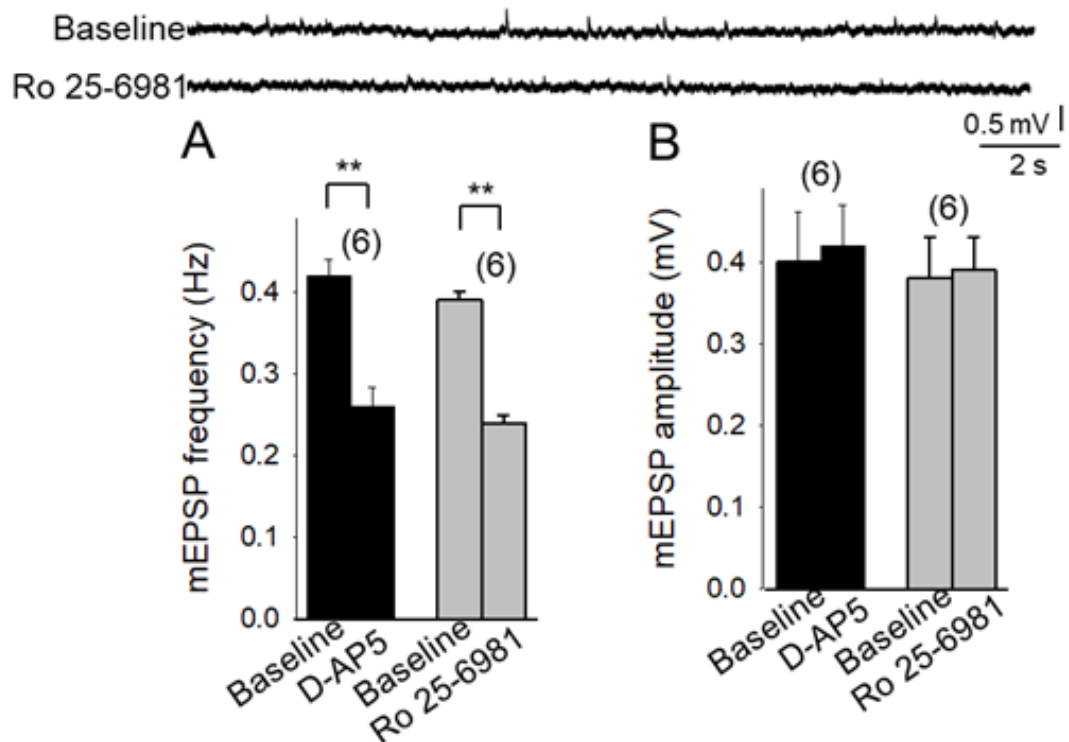 Baseline
Ro 25-6981
0.5 mV
2 s
A
**
**
(6)
(6)
mEPSP frequency (Hz)
0.4
0.3
0.2
0.1
0.0
Baseline
D-AP5
Baseline
Ro 25-6981
B
(6)
(6)
mEPSP amplitude (mV)
0.4
0.3
0.2
0.1
0.0
Baseline
D-AP5
Baseline
Ro 25-6981